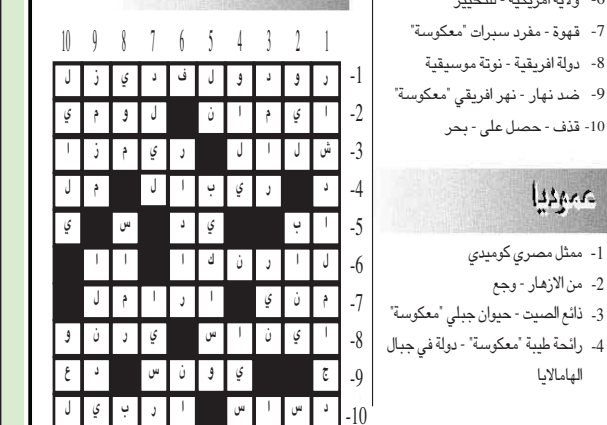 6- ولاية امريكية - للتخيير
7- قهوة - مفرد سبرات "معكوسة"
8- دولة افريقية - نوتة موسيقية
9- ضد نهار - نهر افريقي "معكوسة"
10- قذف - حصل على - بحر
عموديا
1- ممثل مصري كوميدي
2- من الازهار - وجع
3- ذائع الصيت - حيوان جبلي "معكوسة"
4- رائحة طيبة "معكوسة" - دولة في جبال
الهامالايا
1 2 3 4 5 6 7 8 9 10
1- ر و د و ل ف د ي ز ل
2- ا ي م ا ن ل و م ي
3- ش ل ا ل ر ي م ز ا
4- د ر ي ب ا ل م ل
5- ا ب ي د س ي
6- ل ا ر ن ك ا ا ا
7- م ن ي ا ر ا م ل
8- ا ي ن ا س ي ر ن و
9- ج ي و ن س د ع
10- د س ا س ا ر ب ي ل